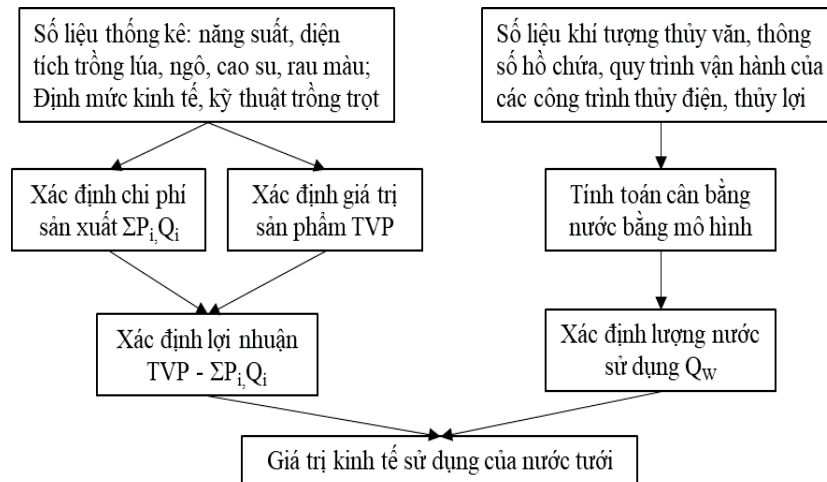 Số liệu thống kê: năng suất, diện
tích trồng lúa, ngô, cao su, rau màu;
Định mức kinh tế, kỹ thuật trồng trọt
Số liệu khí tượng thủy văn, thông
số hồ chứa, quy trình vận hành của
các công trình thủy điện, thủy lợi
Xác định chi phí
sản xuất ΣPi,Qi
Xác định giá trị
sản phẩm TVP
Tính toán cân bằng
nước bằng mô hình
Xác định lợi nhuận
TVP - ΣPi,Qi
Xác định lượng nước
sử dụng QW
Giá trị kinh tế sử dụng của nước tưới